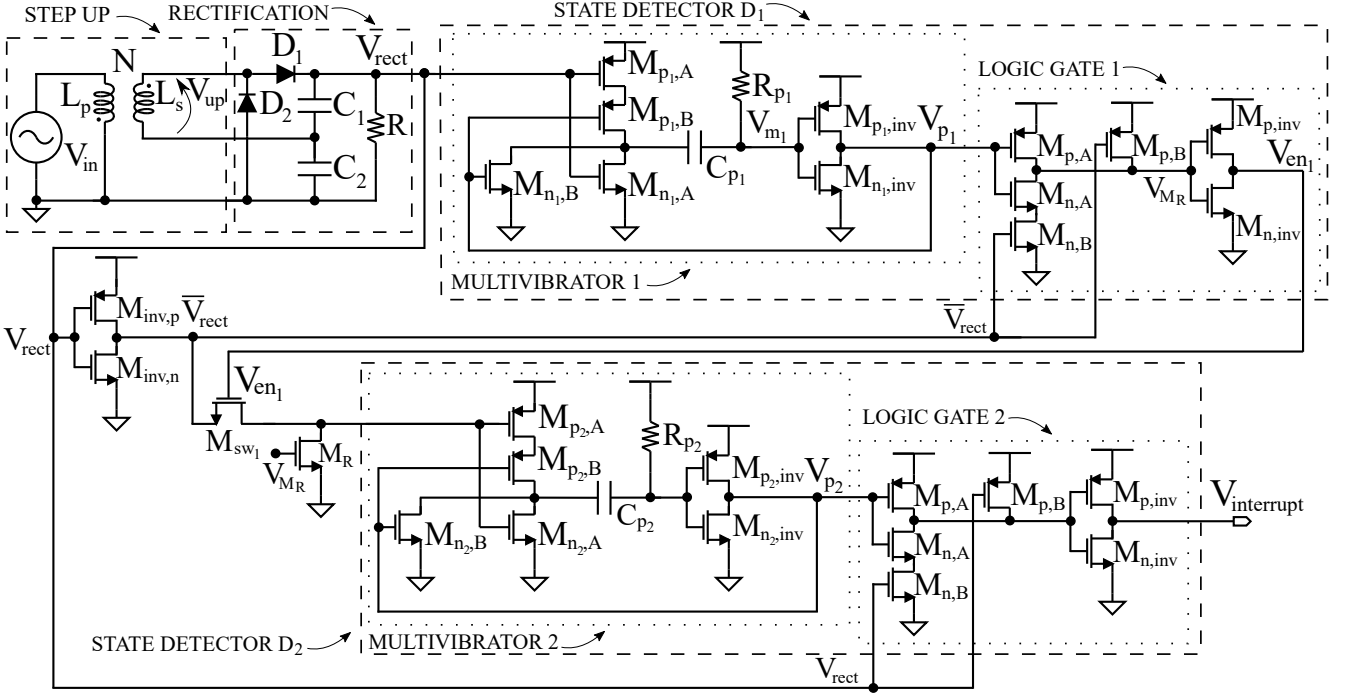 STEP UP
RECTIFICATION
STATE DETECTOR D1
N
D1
Vrect
Lp
Ls
Vup
D2
C1
R
Vin
C2
Mp1,A
Mp1,B
Rp1
Vm1
Mp1,inv
Vp1
Cp1
Mn1,B
Mn1,A
Mn1,inv
MULTIVIBRATOR 1
LOGIC GATE 1
Mp,A
Mp,B
Mp,inv
Ven1
VMR
Mn,A
Mn,B
Mn,inv
Vrect
Minv,p
V̅rect
V̅rect
Minv,n
Ven1
Msw1
MR
VMR
Mp2,A
Mp2,B
Rp2
Mp2,inv
Vp2
Cp2
Mn2,B
Mn2,A
Mn2,inv
LOGIC GATE 2
Mp,A
Mp,B
Mp,inv
Vinterrupt
Mn,A
Mn,inv
Mn,B
STATE DETECTOR D2
MULTIVIBRATOR 2
Vrect